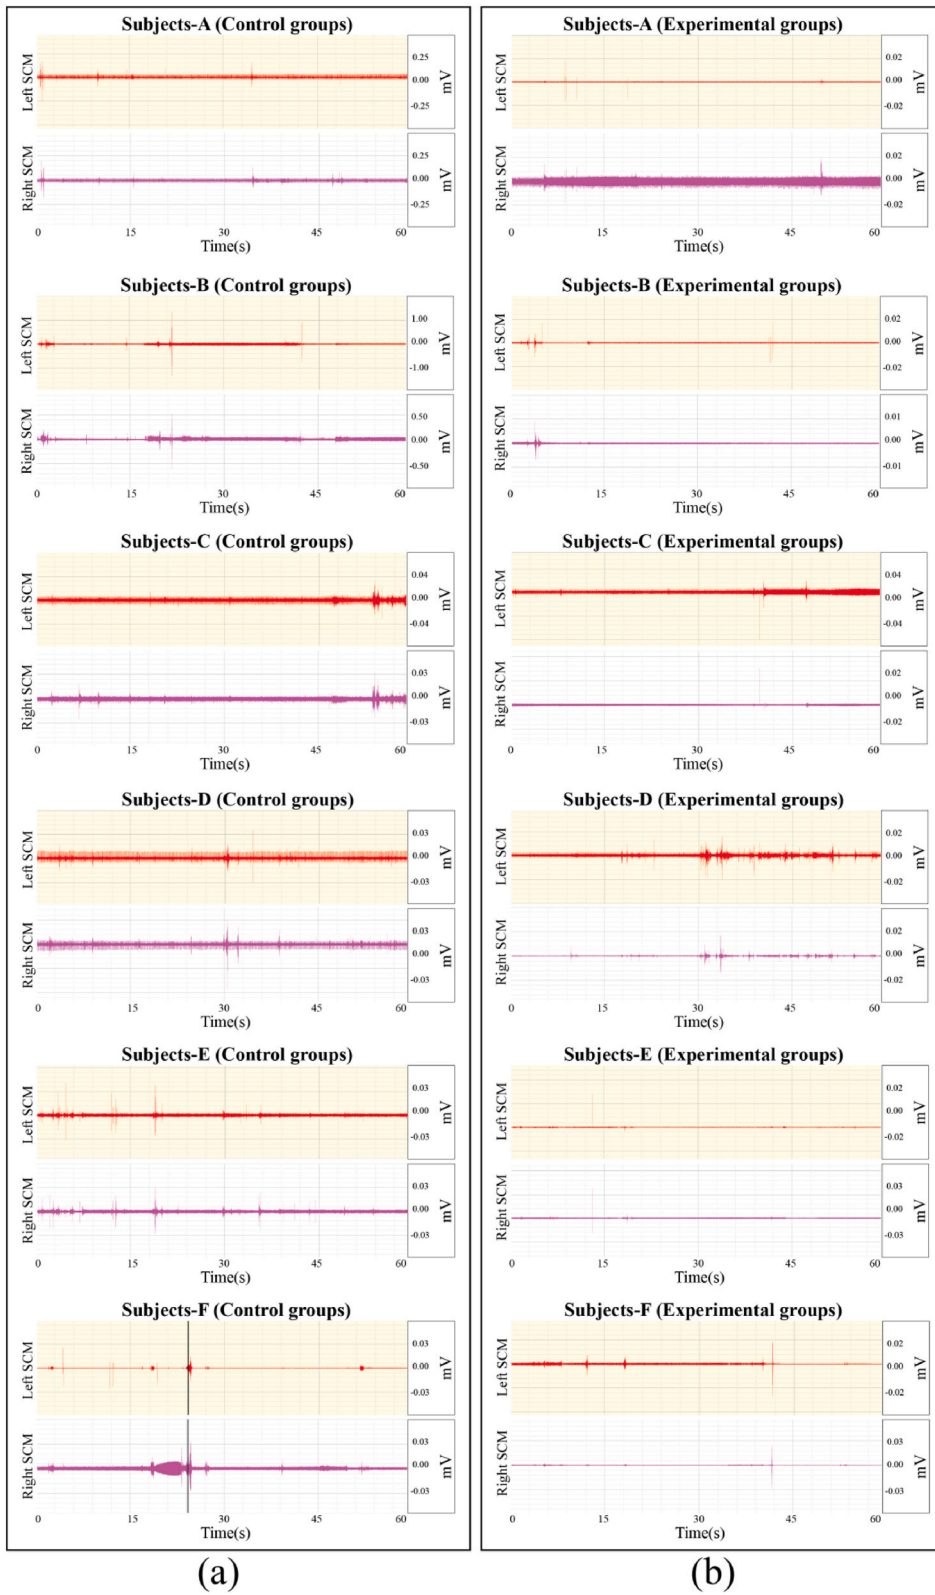 Subjects-A (Control groups)
Left SCM
0.25
0.00
-0.25
mV
Right SCM
0.25
0.00
-0.25
mV
0 15 30 45 60
Time(s)
Subjects-B (Control groups)
Left SCM
1.00
0.00
-1.00
mV
Right SCM
0.50
0.00
-0.50
mV
0 15 30 45 60
Time(s)
Subjects-C (Control groups)
Left SCM
0.04
0.00
-0.04
mV
Right SCM
0.03
0.00
-0.03
mV
0 15 30 45 60
Time(s)
Subjects-D (Control groups)
Left SCM
0.03
0.00
-0.03
mV
Right SCM
0.03
0.00
-0.03
mV
0 15 30 45 60
Time(s)
Subjects-E (Control groups)
Left SCM
0.03
0.00
-0.03
mV
Right SCM
0.03
0.00
-0.03
mV
0 15 30 45 60
Time(s)
Subjects-F (Control groups)
Left SCM
0.03
0.00
-0.03
mV
Right SCM
0.03
0.00
-0.03
mV
0 15 30 45 60
Time(s)
(a)
Subjects-A (Experimental groups)
Left SCM
0.02
0.00
-0.02
mV
Right SCM
0.02
0.00
-0.02
mV
0 15 30 45 60
Time(s)
Subjects-B (Experimental groups)
Left SCM
0.02
0.00
-0.02
mV
Right SCM
0.01
0.00
-0.01
mV
0 15 30 45 60
Time(s)
Subjects-C (Experimental groups)
Left SCM
0.04
0.00
-0.04
mV
Right SCM
0.02
0.00
-0.02
mV
0 15 30 45 60
Time(s)
Subjects-D (Experimental groups)
Left SCM
0.02
0.00
-0.02
mV
Right SCM
0.02
0.00
-0.02
mV
0 15 30 45 60
Time(s)
Subjects-E (Experimental groups)
Left SCM
0.02
0.00
-0.02
mV
Right SCM
0.03
0.00
-0.03
mV
0 15 30 45 60
Time(s)
Subjects-F (Experimental groups)
Left SCM
0.02
0.00
-0.02
mV
Right SCM
0.03
0.00
-0.03
mV
0 15 30 45 60
Time(s)
(b)